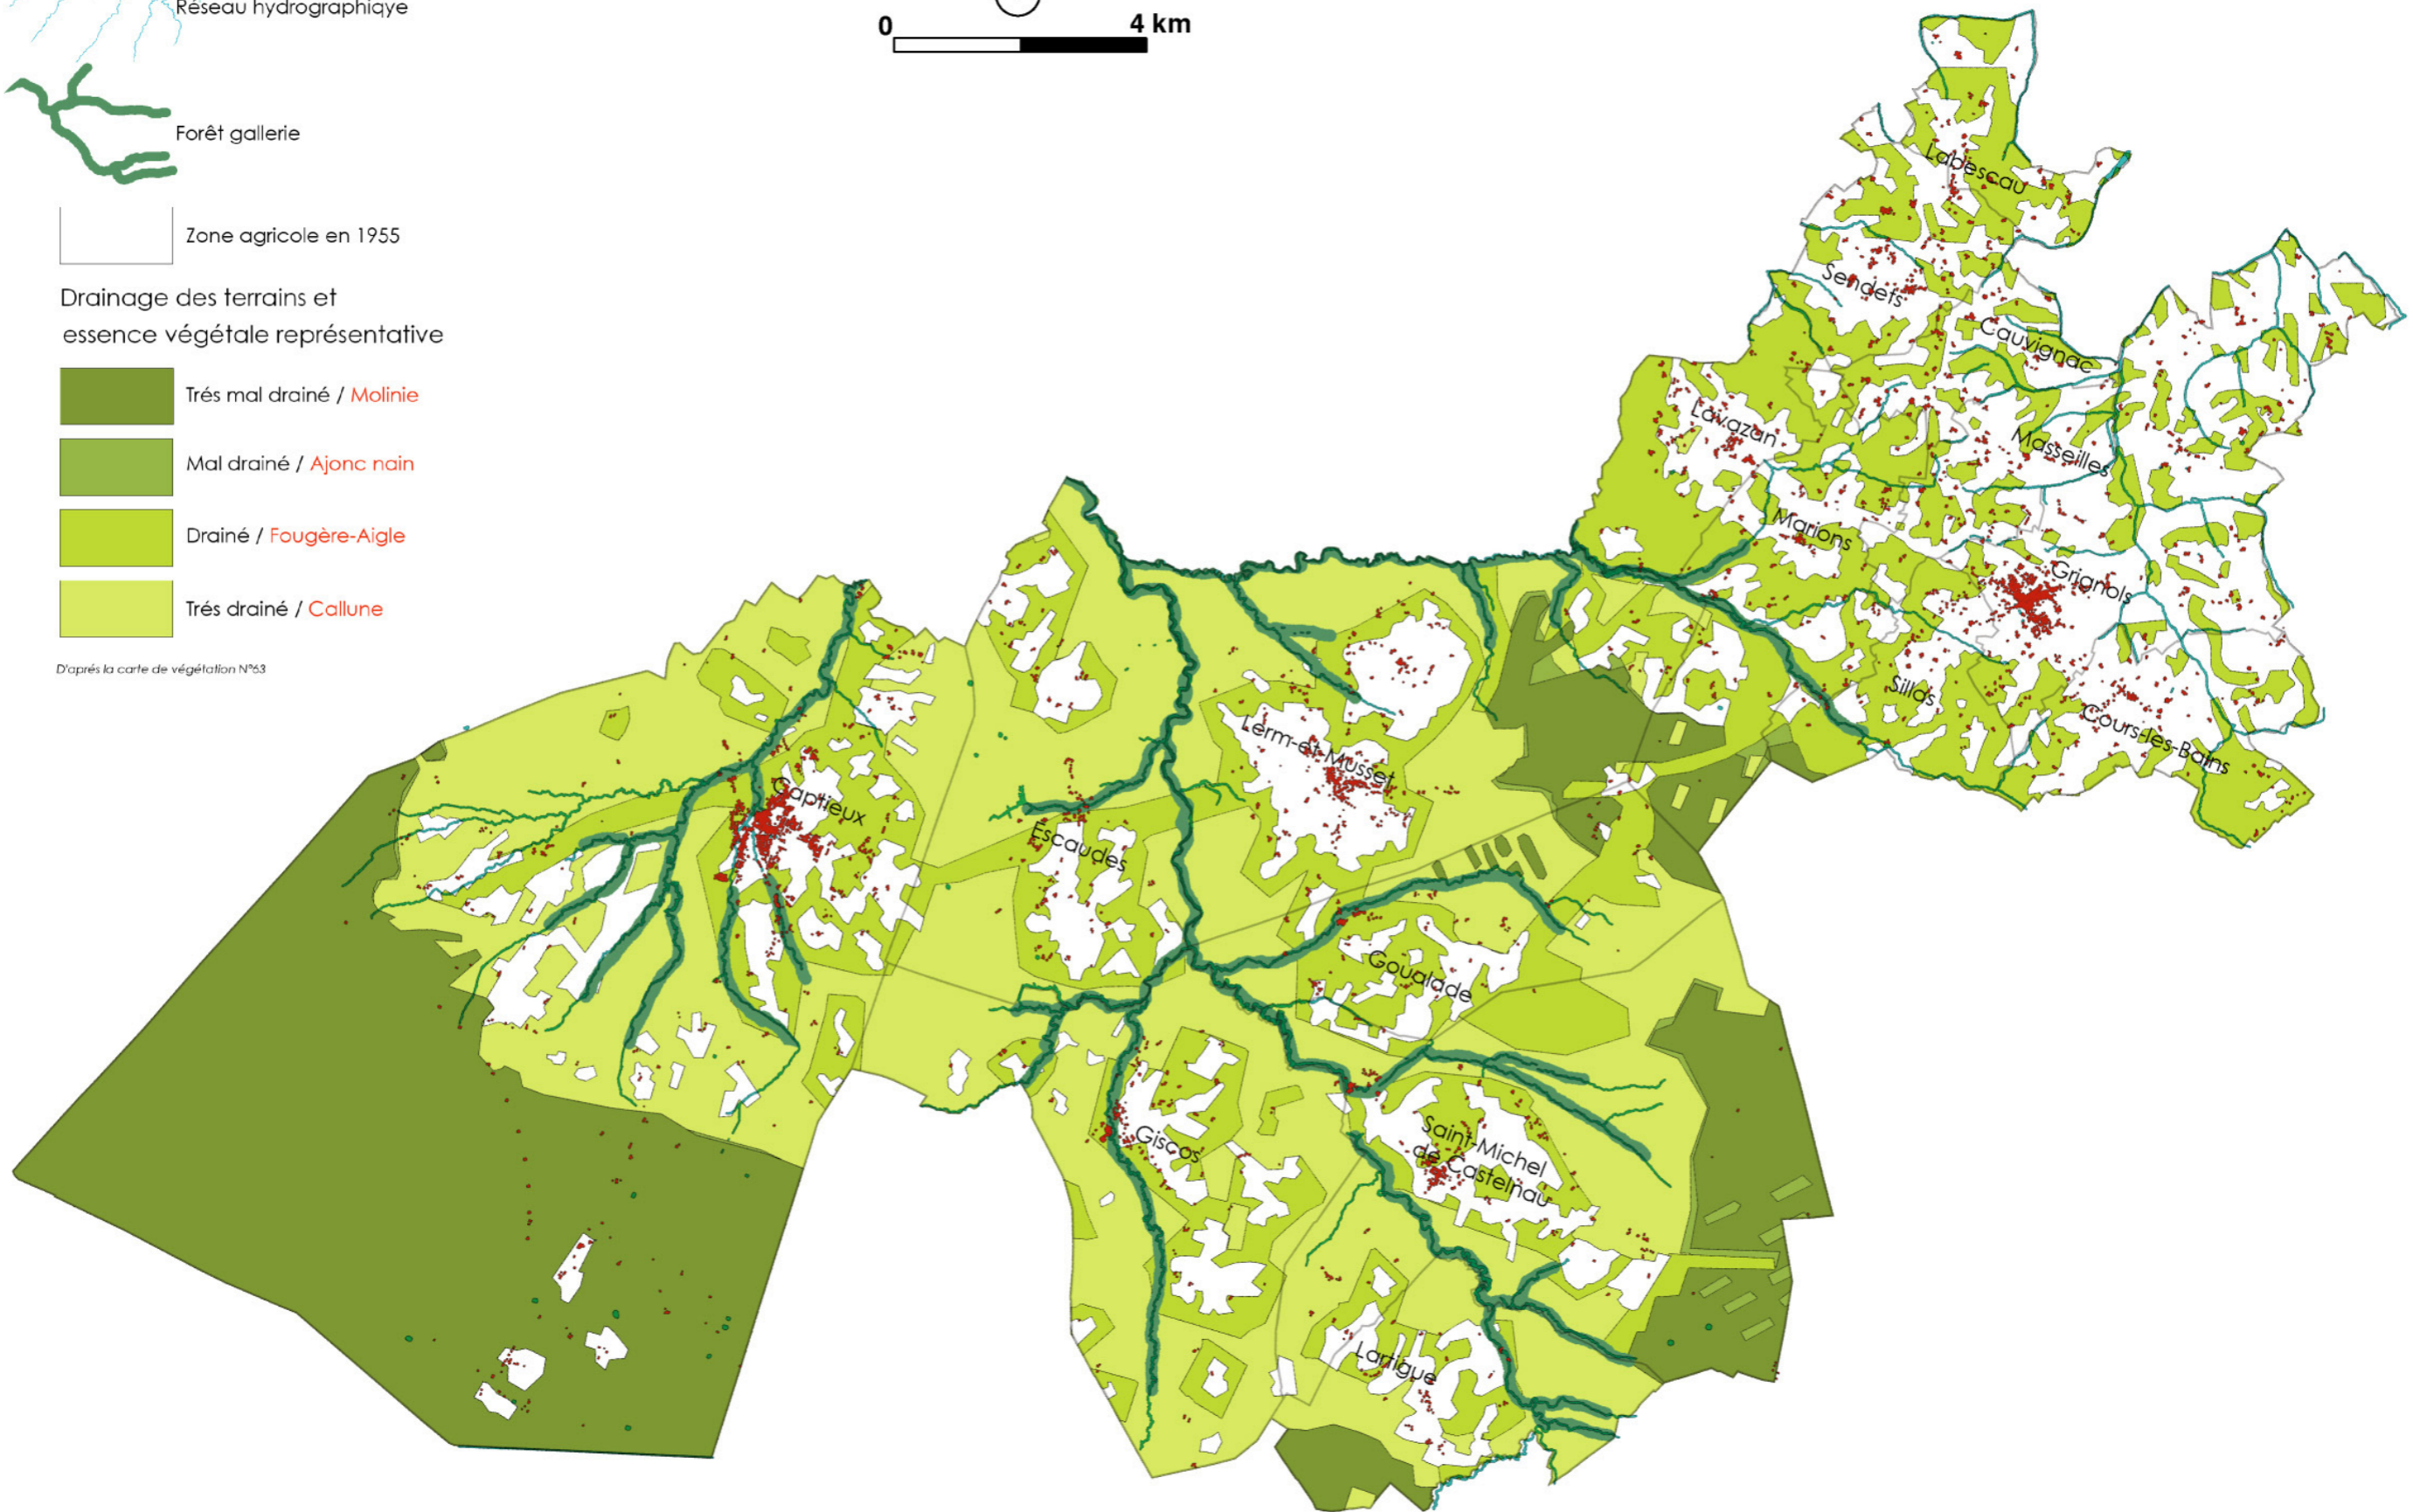 Réseau hydrographiqye
0
4 km
Forêt gallerie
Zone agricole en 1955
Drainage des terrains et
essence végétale représentative
Trés mal drainé / Molinie
Mal drainé / Ajonc nain
Drainé / Fougère-Aigle
Trés drainé / Callune
D'aprés la carte de végétation N°63
Labescau
Sendets
Cauvignac
Lavazan
Masseilles
Marions
Grignols
Sillas
Cours-les-Bains
Lerm-et-Musset
Captieux
Escaudes
Goualade
Giscos
Saint-Michel
de Castelnau
Lartigue